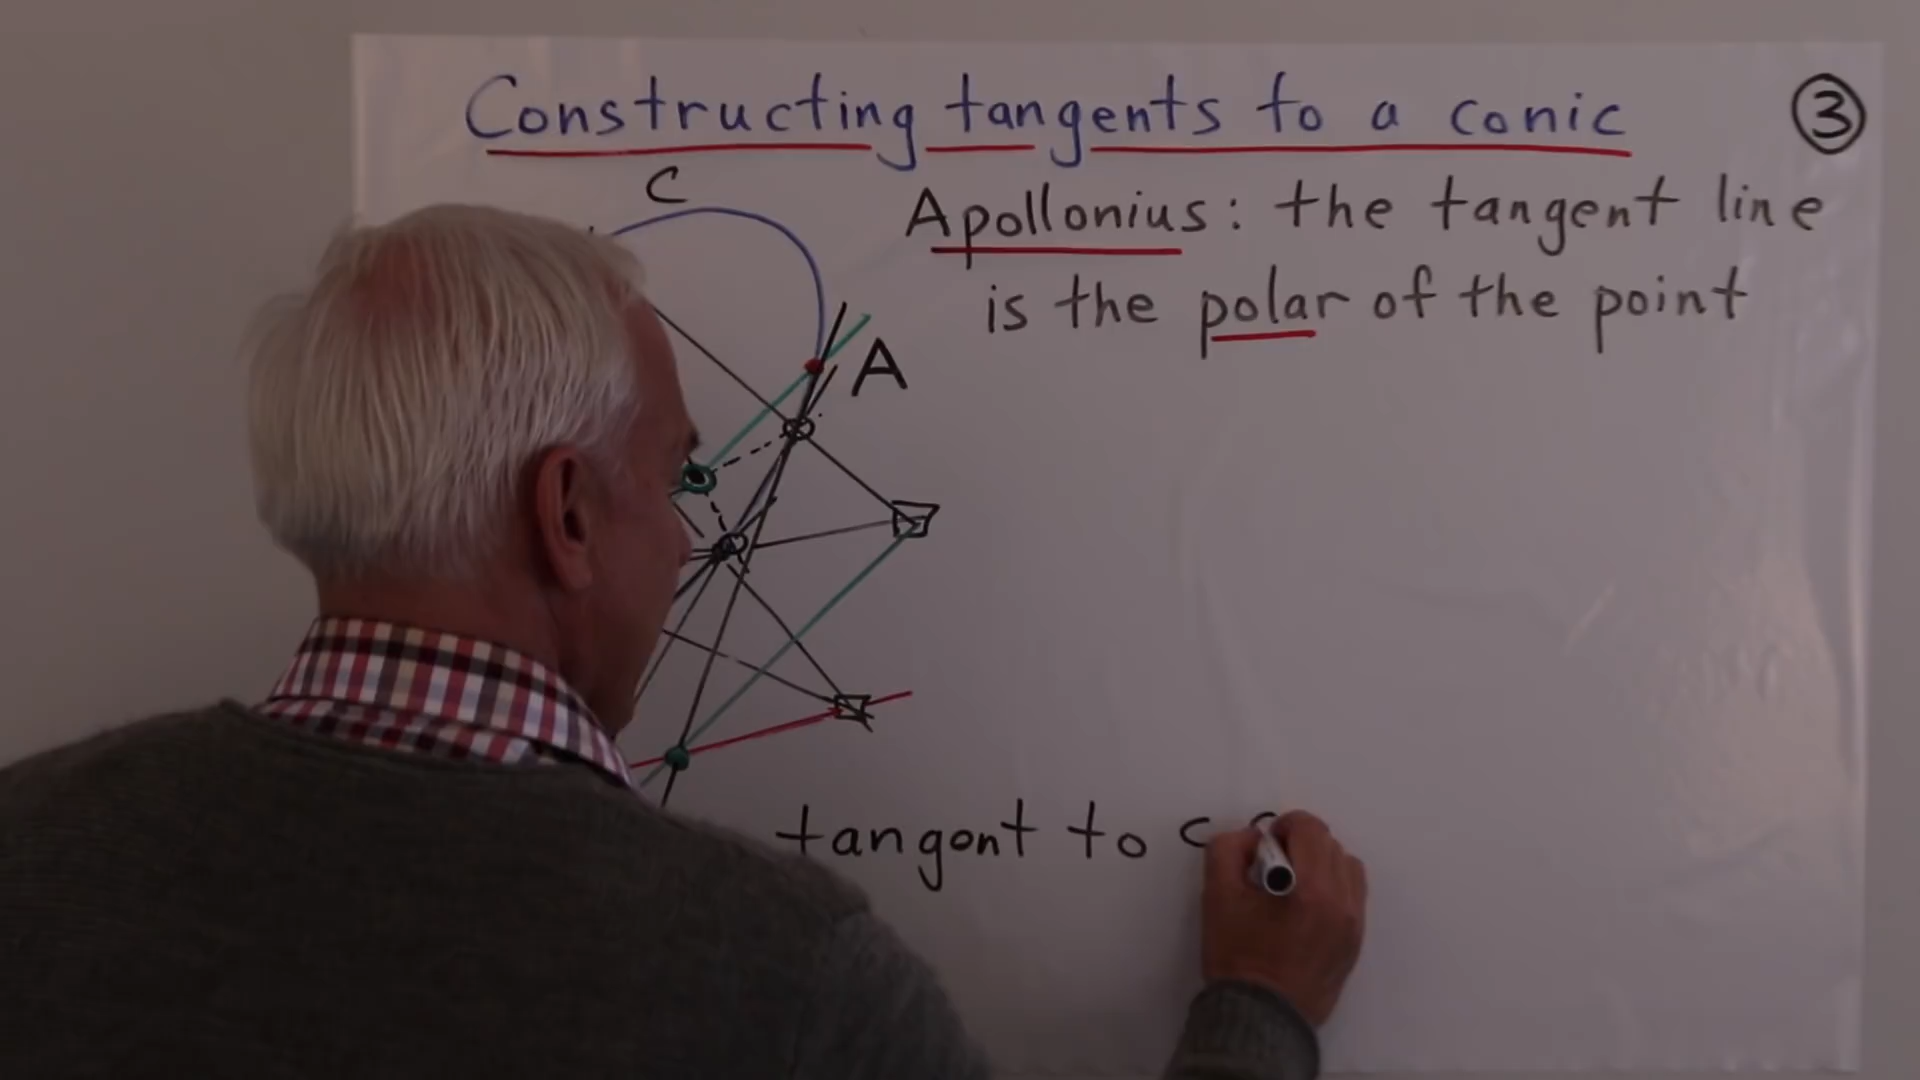 Constructing tangents to a conic
③
C
Apollonius: the tangent line
is the polar of the point
A
tangent to C